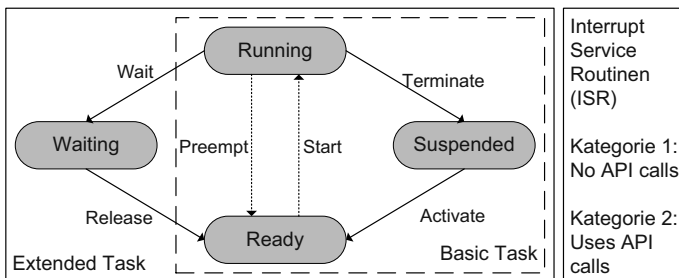 Running
Wait
Terminate
Waiting
Preempt
Start
Suspended
Release
Activate
Ready
Extended Task
Basic Task
Interrupt
Service
Routinen
(ISR)
Kategorie 1:
No API calls
Kategorie 2:
Uses API
calls